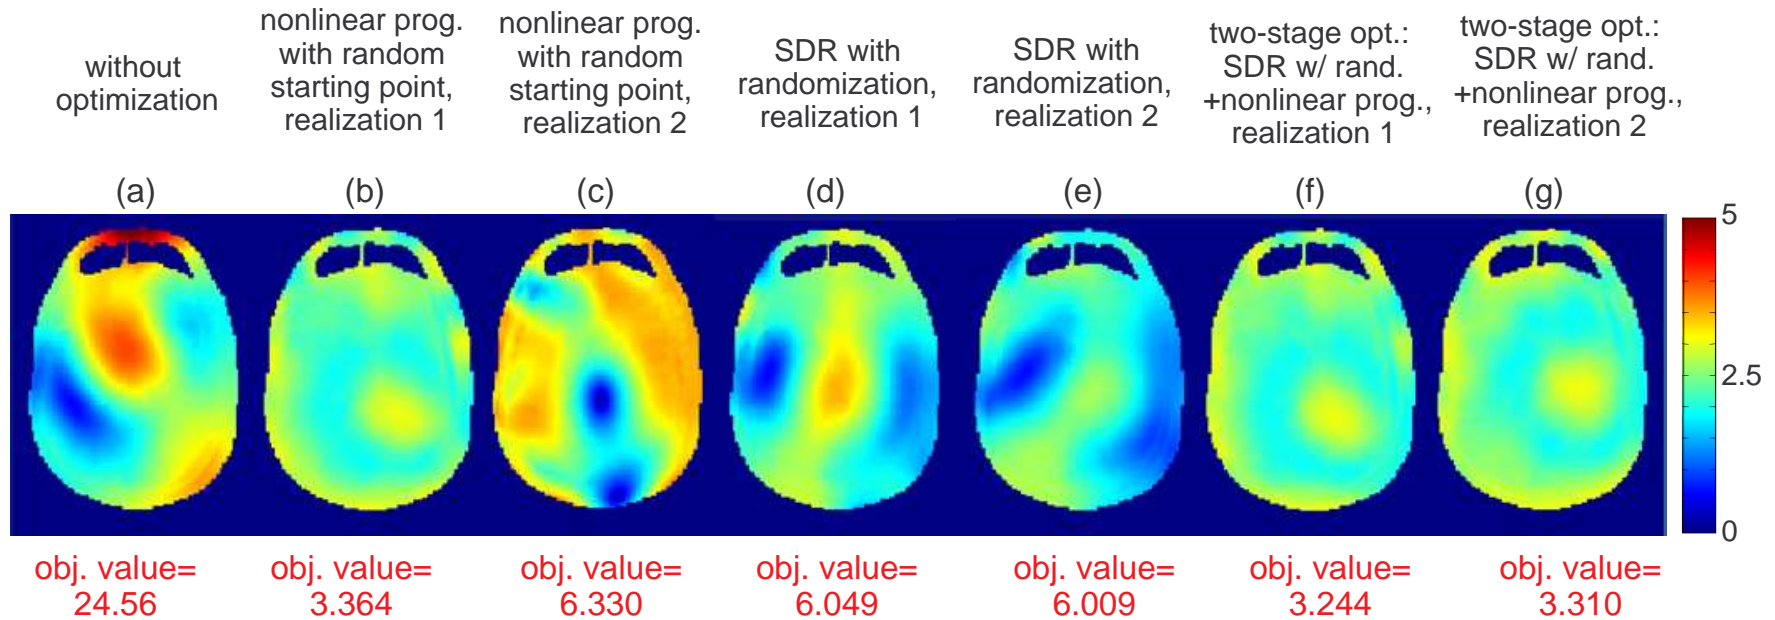 without
optimization
nonlinear prog.
with random
starting point,
realization 1
nonlinear prog.
with random
starting point,
realization 2
SDR with
randomization,
realization 1
SDR with
randomization,
realization 2
two-stage opt.:
SDR w/ rand.
+nonlinear prog.,
realization 1
two-stage opt.:
SDR w/ rand.
+nonlinear prog.,
realization 2
(a)
(b)
(c)
(d)
(e)
(f)
(g)
5
2.5
0
obj. value=
24.56
obj. value=
3.364
obj. value=
6.330
obj. value=
6.049
obj. value=
6.009
obj. value=
3.244
obj. value=
3.310